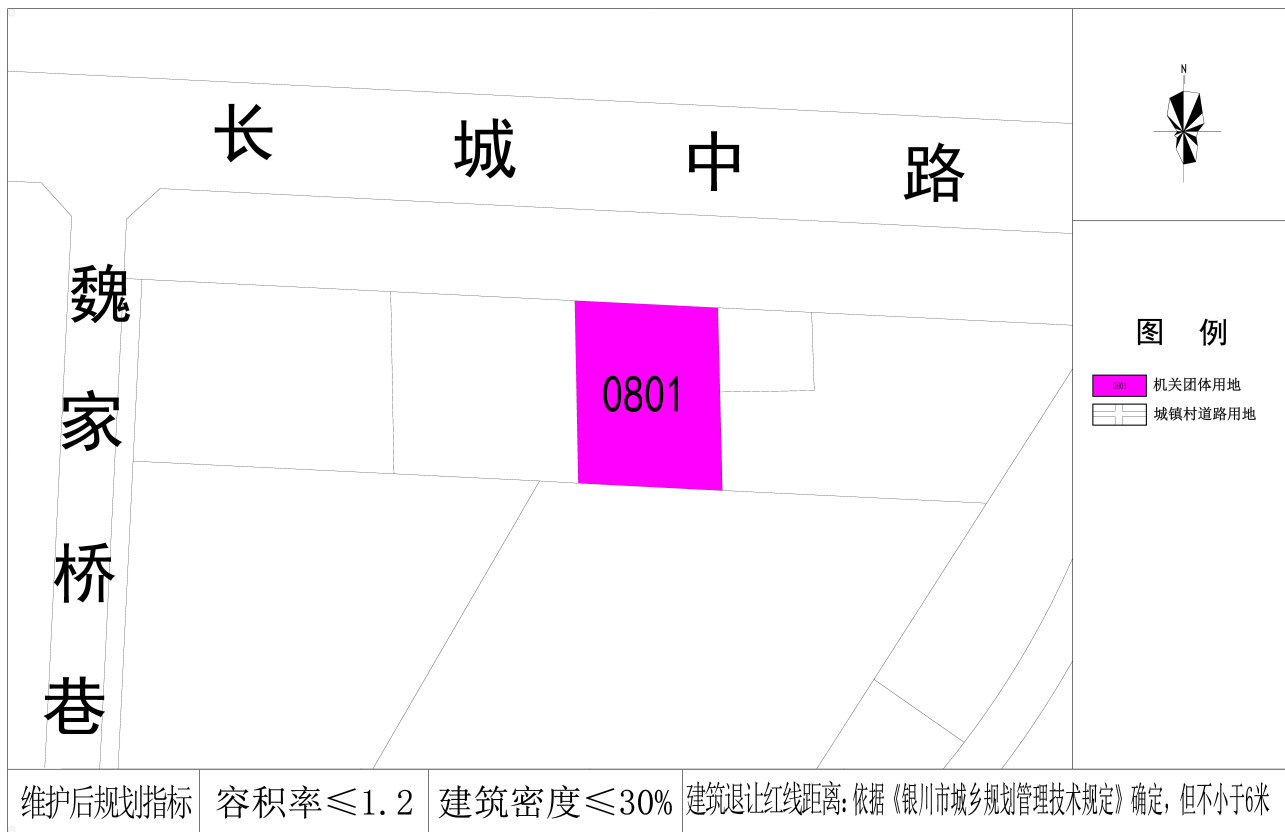 N
长城中路
魏家桥巷
0801
图 例
0801 机关团体用地
城镇村道路用地
维护后规划指标 容积率≤1.2 建筑密度≤30% 建筑退让红线距离:依据《银川市城乡规划管理技术规定》确定,但不小于6米